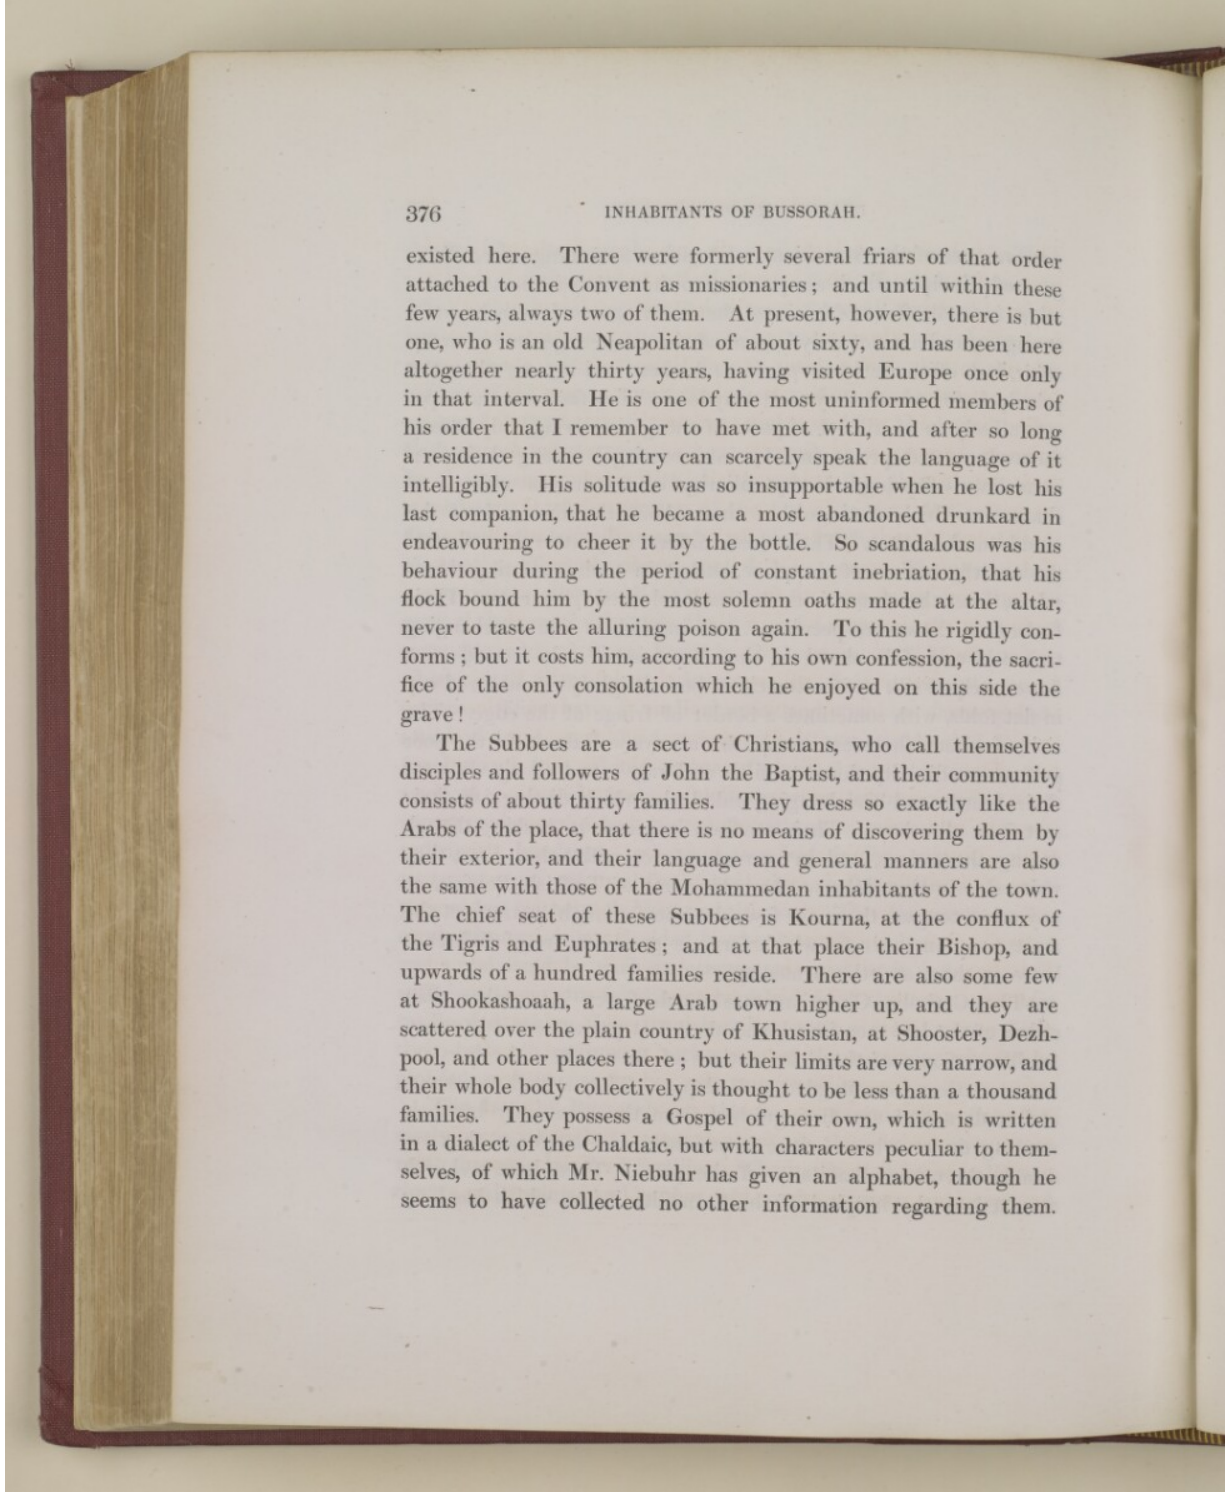 376 INHABITANTS OF BUSSORAH.
existed here. There were formerly several friars of that order
attached to the Convent as missionaries; and until within these
few years, always two of them. At present, however, there is but
one, who is an old Neapolitan of about sixty, and has been here
altogether nearly thirty years, having visited Europe once only
in that interval. He is one of the most uninformed members of
his order that I remember to have met with, and after so long
a residence in the country can scarcely speak the language of it
intelligibly. His solitude was so insupportable when he lost his
last companion, that he became a most abandoned drunkard in
endeavouring to cheer it by the bottle. So scandalous was his
behaviour during the period of constant inebriation, that his
flock bound him by the most solemn oaths made at the altar,
never to taste the alluring poison again. To this he rigidly con-
forms; but it costs him, according to his own confession, the sacri-
fice of the only consolation which he enjoyed on this side the
grave!
The Subbees are a sect of Christians, who call themselves
disciples and followers of John the Baptist, and their community
consists of about thirty families. They dress so exactly like the
Arabs of the place, that there is no means of discovering them by
their exterior, and their language and general manners are also
the same with those of the Mohammedan inhabitants of the town.
The chief seat of these Subbees is Kourna, at the conflux of
the Tigris and Euphrates; and at that place their Bishop, and
upwards of a hundred families reside. There are also some few
at Shookashoaah, a large Arab town higher up, and they are
scattered over the plain country of Khusistan, at Shooster, Dezh-
pool, and other places there; but their limits are very narrow, and
their whole body collectively is thought to be less than a thousand
families. They possess a Gospel of their own, which is written
in a dialect of the Chaldaic, but with characters peculiar to them-
selves, of which Mr. Niebuhr has given an alphabet, though he
seems to have collected no other information regarding them.